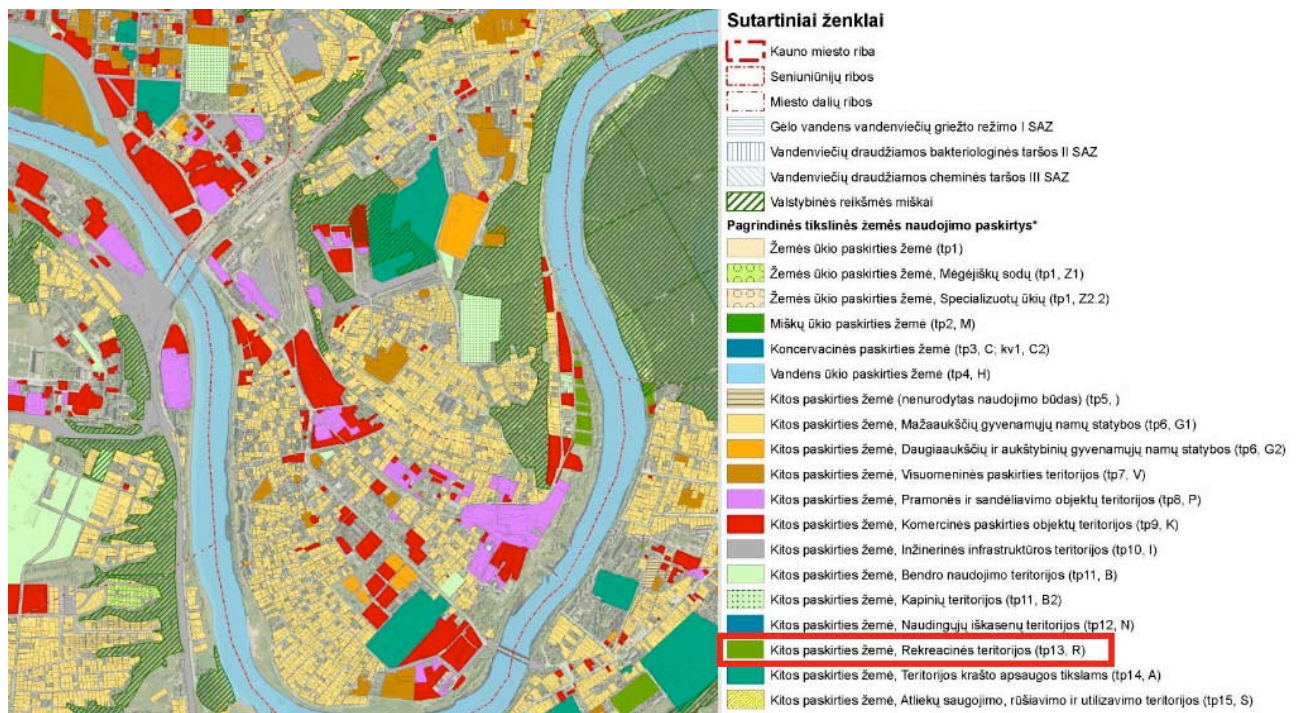 Sutartiniai ženklai
Kauno miesto riba
Seniuniūnijų ribos
Miesto dalių ribos
Gėlo vandens vandenviečių griežto režimo I SAZ
Vandenviečių draudžiamos bakteriologinės taršos II SAZ
Vandenviečių draudžiamos cheminės taršos III SAZ
Valstybinės reikšmės miškai
Pagrindinės tikslinės žemės naudojimo paskirtys*
Žemės ūkio paskirties žemė (tp1)
Žemės ūkio paskirties žemė, Mėgėjiškų sodų (tp1, Z1)
Žemės ūkio paskirties žemė, Specializuotų ūkių (tp1, Z2.2)
Miškų ūkio paskirties žemė (tp2, M)
Koncervacinės paskirties žemė (tp3, C; kv1, C2)
Vandens ūkio paskirties žemė (tp4, H)
Kitos paskirties žemė (nenurodytas naudojimo būdas) (tp5, )
Kitos paskirties žemė, Mažaaukščių gyvenamųjų namų statybos (tp6, G1)
Kitos paskirties žemė, Daugiaaukščių ir aukštybinių gyvenamųjų namų statybos (tp6, G2)
Kitos paskirties žemė, Visuomeninės paskirties teritorijos (tp7, V)
Kitos paskirties žemė, Pramonės ir sandėliavimo objektų teritorijos (tp8, P)
Kitos paskirties žemė, Komercinės paskirties objektų teritorijos (tp9, K)
Kitos paskirties žemė, Inžinerinės infrastruktūros teritorijos (tp10, I)
Kitos paskirties žemė, Bendro naudojimo teritorijos (tp11, B)
Kitos paskirties žemė, Kapinių teritorijos (tp11, B2)
Kitos paskirties žemė, Naudingųjų iškasenų teritorijos (tp12, N)
Kitos paskirties žemė, Rekreacinės teritorijos (tp13, R)
Kitos paskirties žemė, Teritorijos krašto apsaugos tikslams (tp14, A)
Kitos paskirties žemė, Atliekų saugojimo, rūšiavimo ir utilizavimo teritorijos (tp15, S)